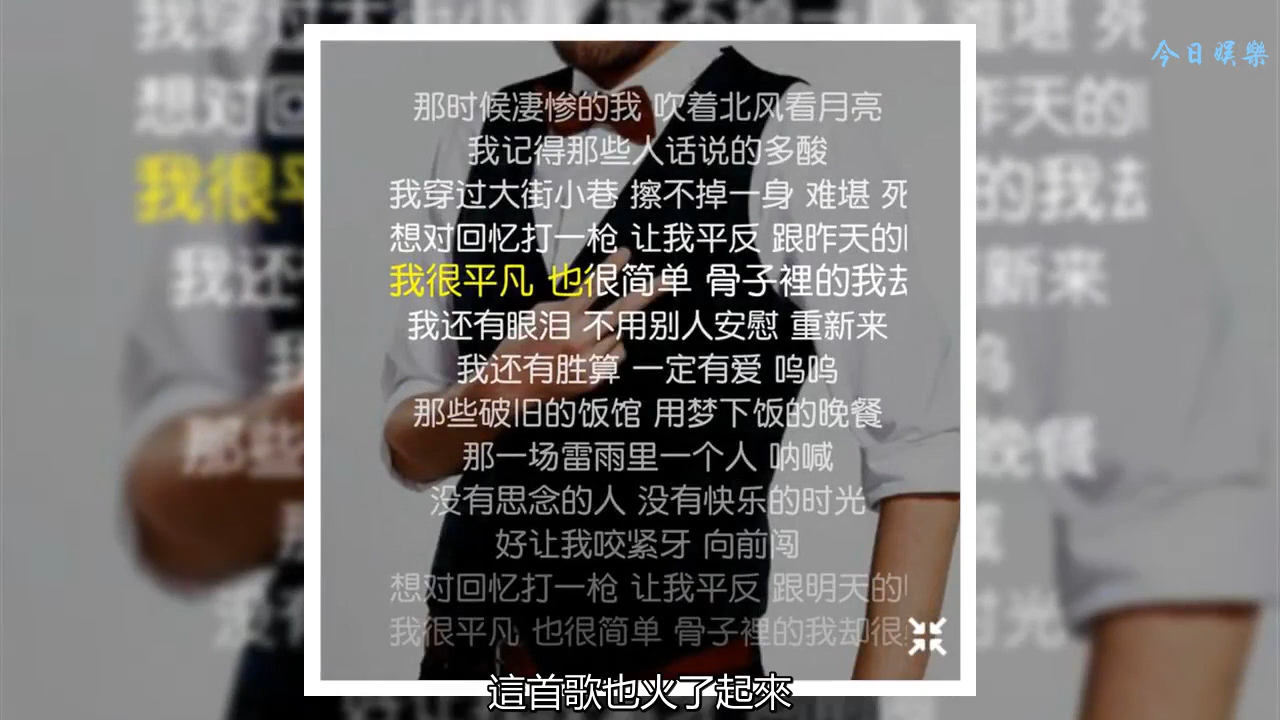 今日娱樂
那时候凄惨的我 吹着北风看月亮
我记得那些人话说的多酸
我穿过大街小巷 擦不掉一身 难堪 死
想对回忆打一枪 让我平反 跟昨天的
我很平凡 也很简单 骨子裡的我去
我还有眼泪 不用别人安慰 重新来
我还有胜算 一定有爱 呜呜
那些破旧的饭馆 用梦下饭的晚餐
那一场雷雨里一个人 呐喊
没有思念的人 没有快乐的时光
好让我咬紧牙 向前闯
想对回忆打一枪 让我平反 跟明天的
我很平凡 也很简单 骨子裡的我却很
這首歌也火了起來